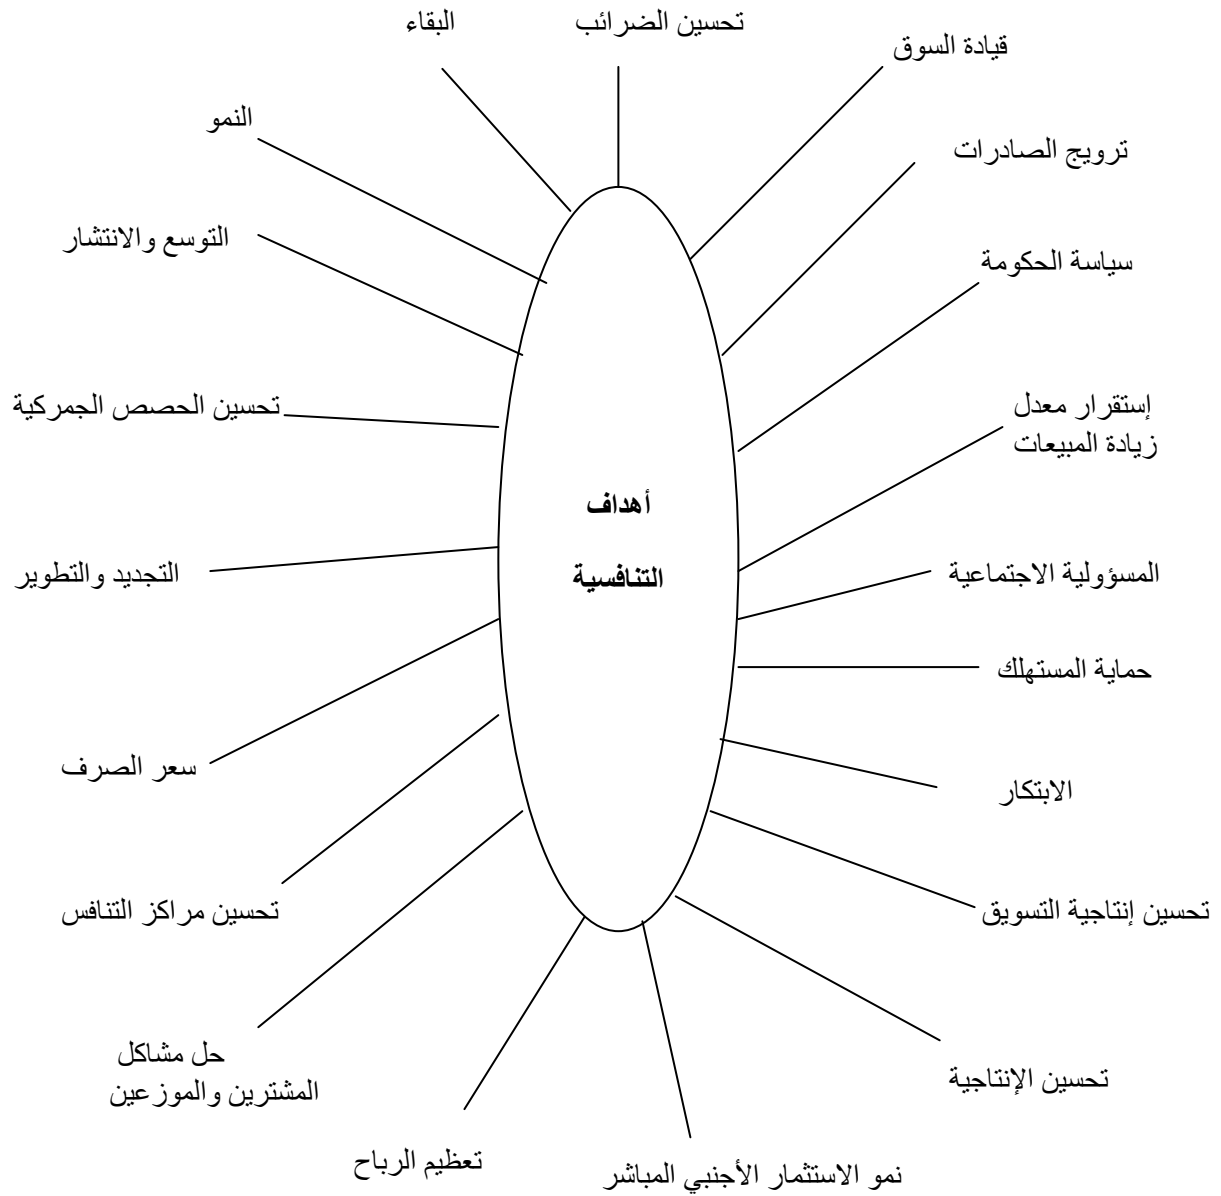 تحسين الضرائب
البقاء
قيادة السوق
النمو
ترويج الصادرات
التوسع والانتشار
سياسة الحكومة
تحسين الحصص الجمركية
إستقرار معدل
زيادة المبيعات
أهداف
التنافسية
المسؤولية الاجتماعية
التجديد والتطوير
حماية المستهلك
سعر الصرف
الابتكار
تحسين إنتاجية التسويق
تحسين مراكز التنافس
حل مشاكل
المشترين والموزعين
تحسين الإنتاجية
تعظيم الرباح
نمو الاستثمار الأجنبي المباشر